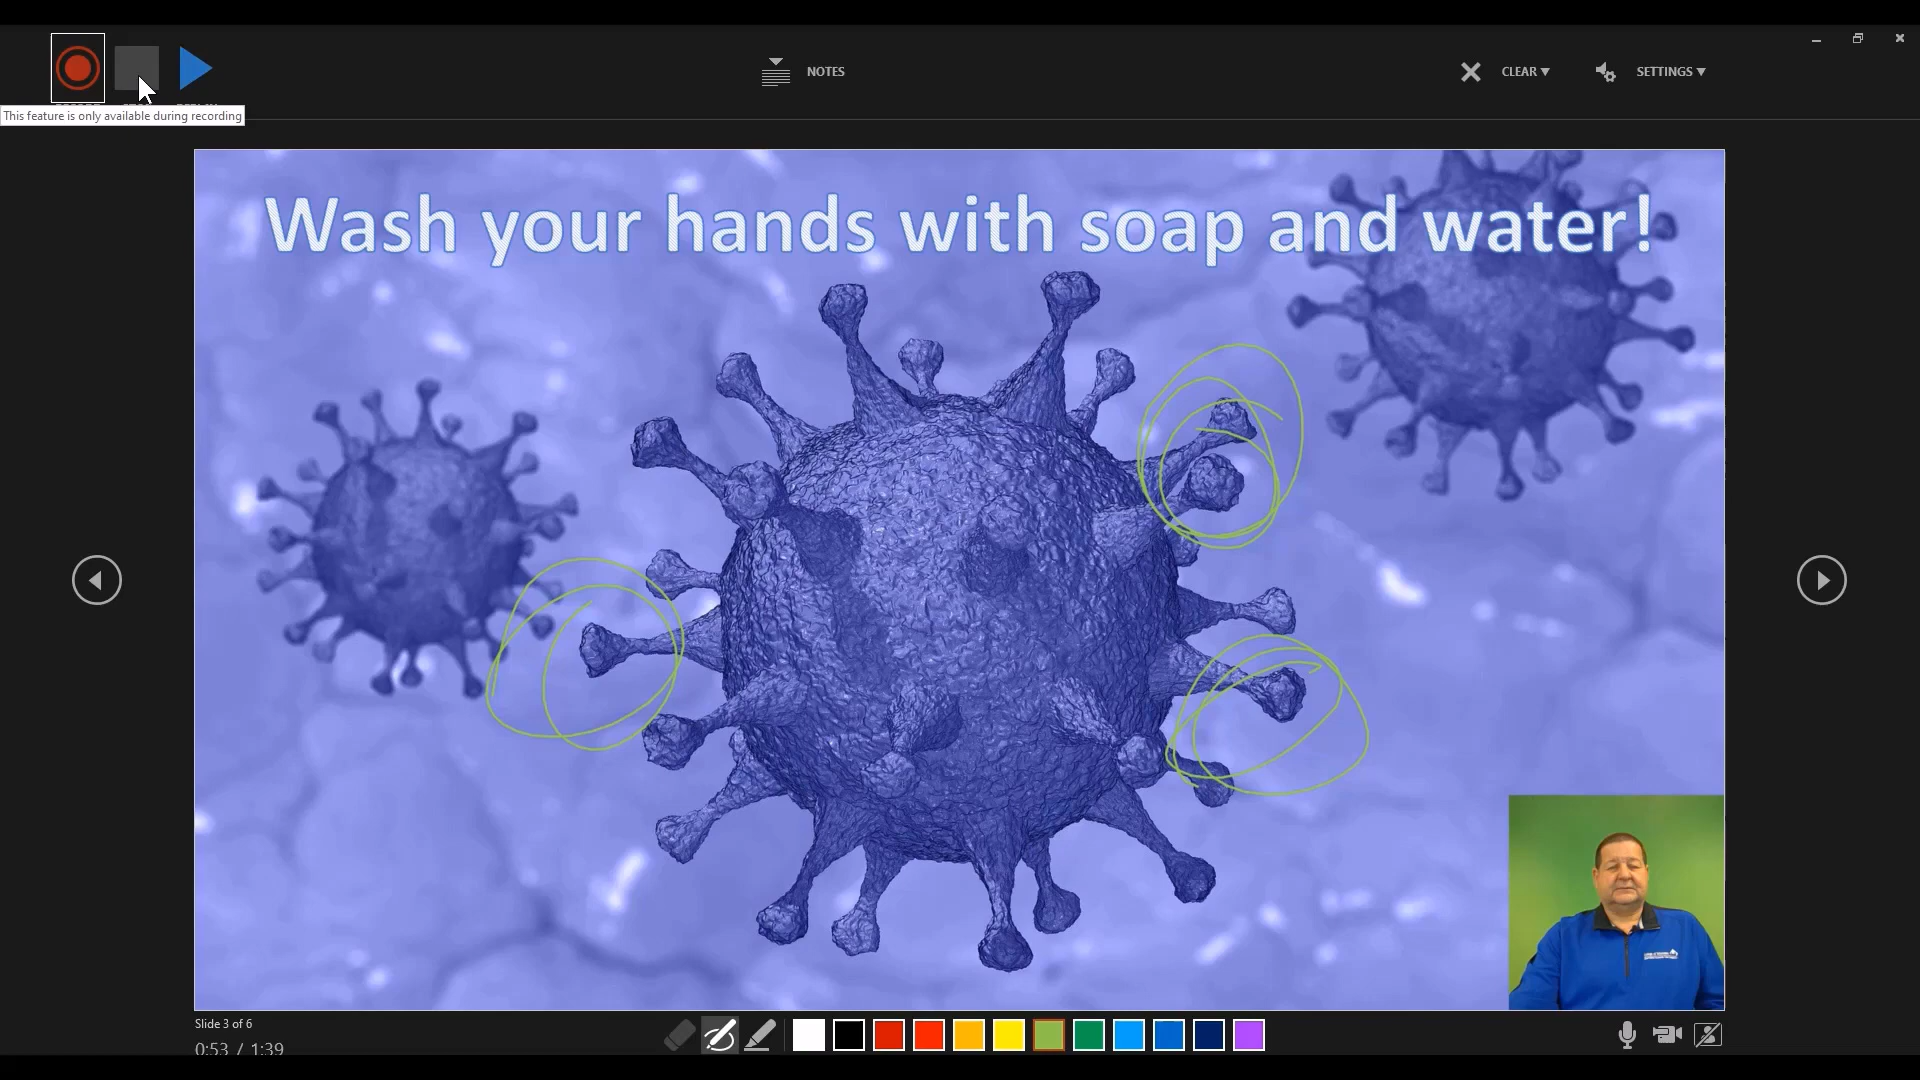 NOTES
CLEAR
SETTINGS
This feature is only available during recording
Wash your hands with soap and water!
Slide 3 of 6
0:53 / 1:39